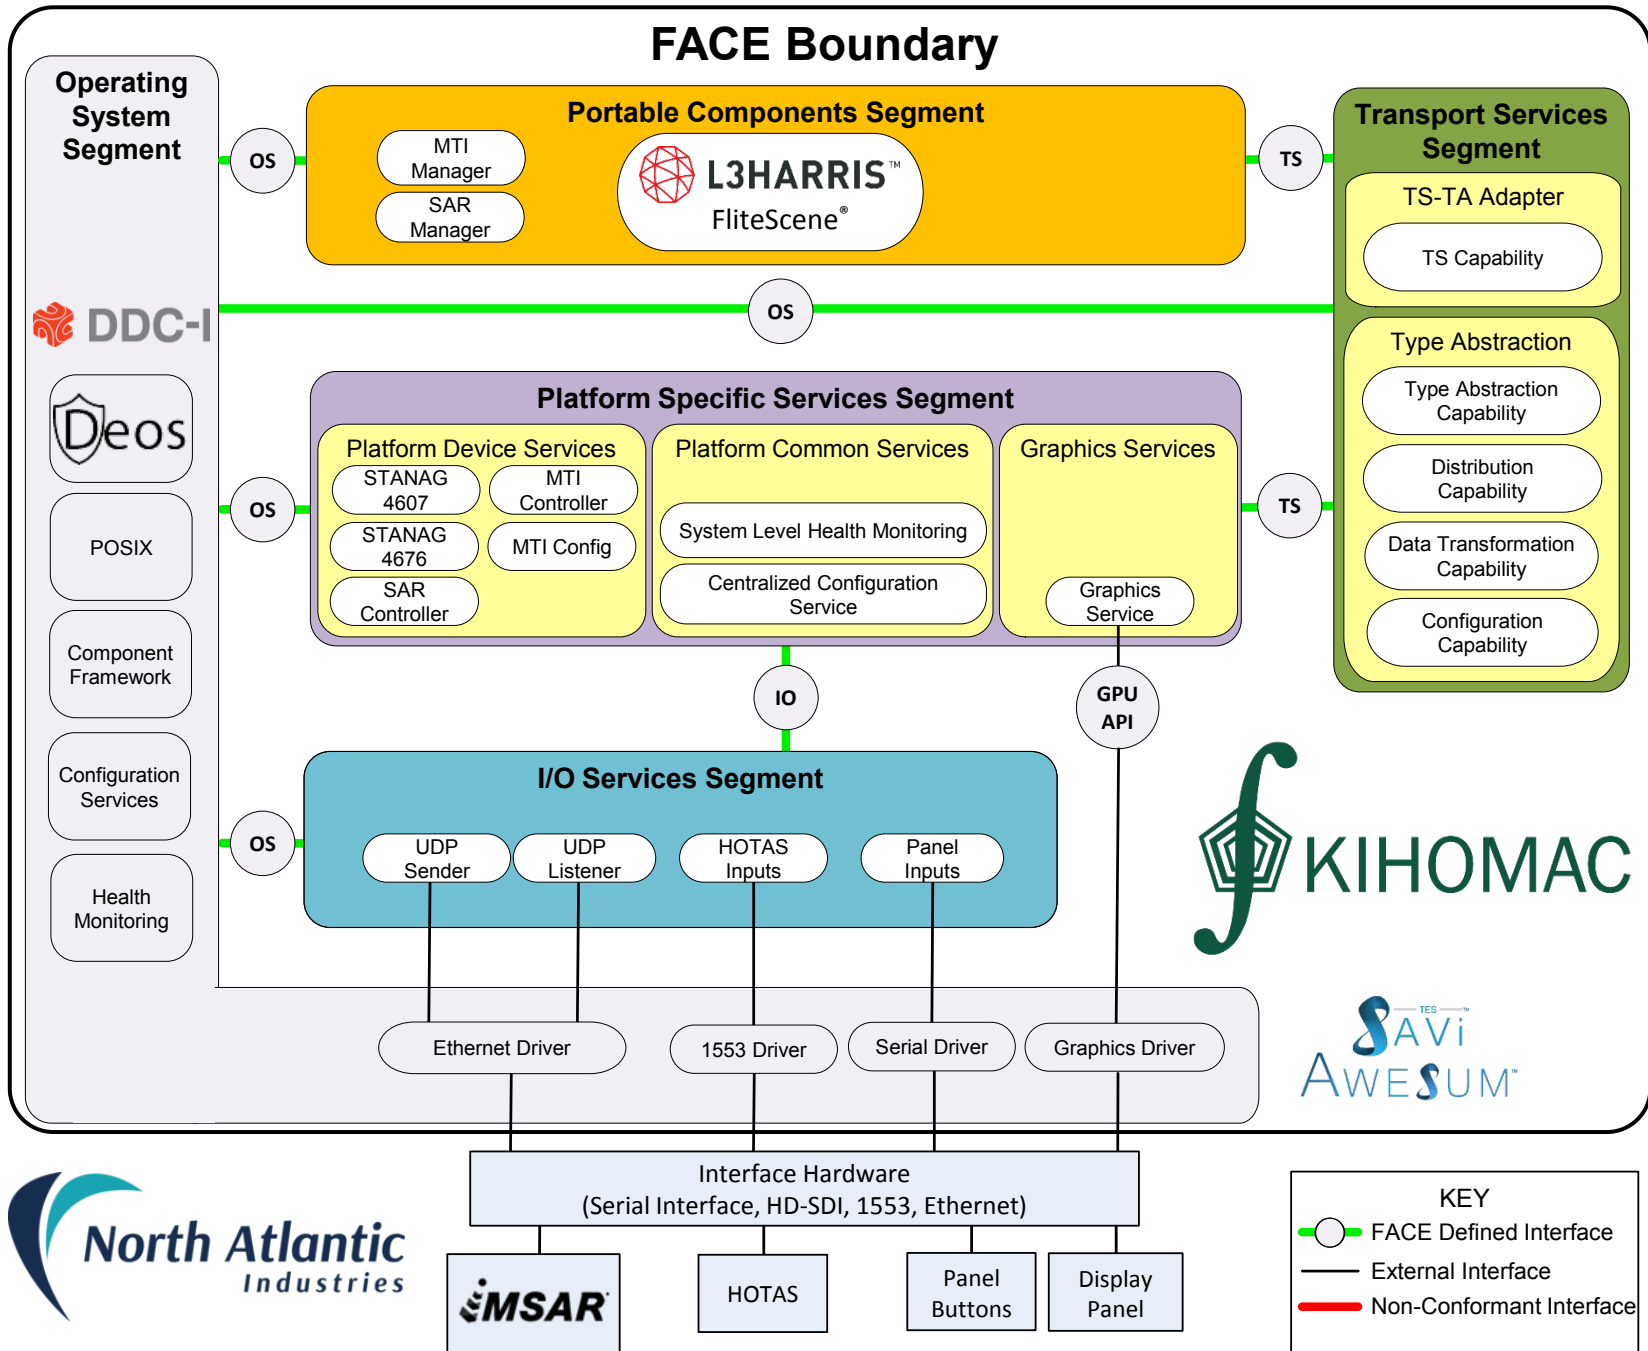 FACE Boundary
Operating
System
Segment
OS
Portable Components Segment
MTI
Manager
SAR
Manager
L3HARRIS™
FliteScene®
TS
Transport Services
Segment
TS-TA Adapter
TS Capability
DDC-I
OS
Type Abstraction
Type Abstraction
Capability
Distribution
Capability
Data Transformation
Capability
Configuration
Capability
Deos
POSIX
Component
Framework
Configuration
Services
Health
Monitoring
OS
Platform Specific Services Segment
Platform Device Services
STANAG
4607
MTI
Controller
STANAG
4676
MTI Config
SAR
Controller
Platform Common Services
System Level Health Monitoring
Centralized Configuration
Service
Graphics Services
Graphics
Service
TS
IO
GPU
API
OS
I/O Services Segment
UDP
Sender
UDP
Listener
HOTAS
Inputs
Panel
Inputs
KIHOMAC
Ethernet Driver
1553 Driver
Serial Driver
Graphics Driver
TES™
SAVi
AWESUM™
Interface Hardware
(Serial Interface, HD-SDI, 1553, Ethernet)
North Atlantic
Industries
iMSAR
HOTAS
Panel
Buttons
Display
Panel
KEY
FACE Defined Interface
External Interface
Non-Conformant Interface